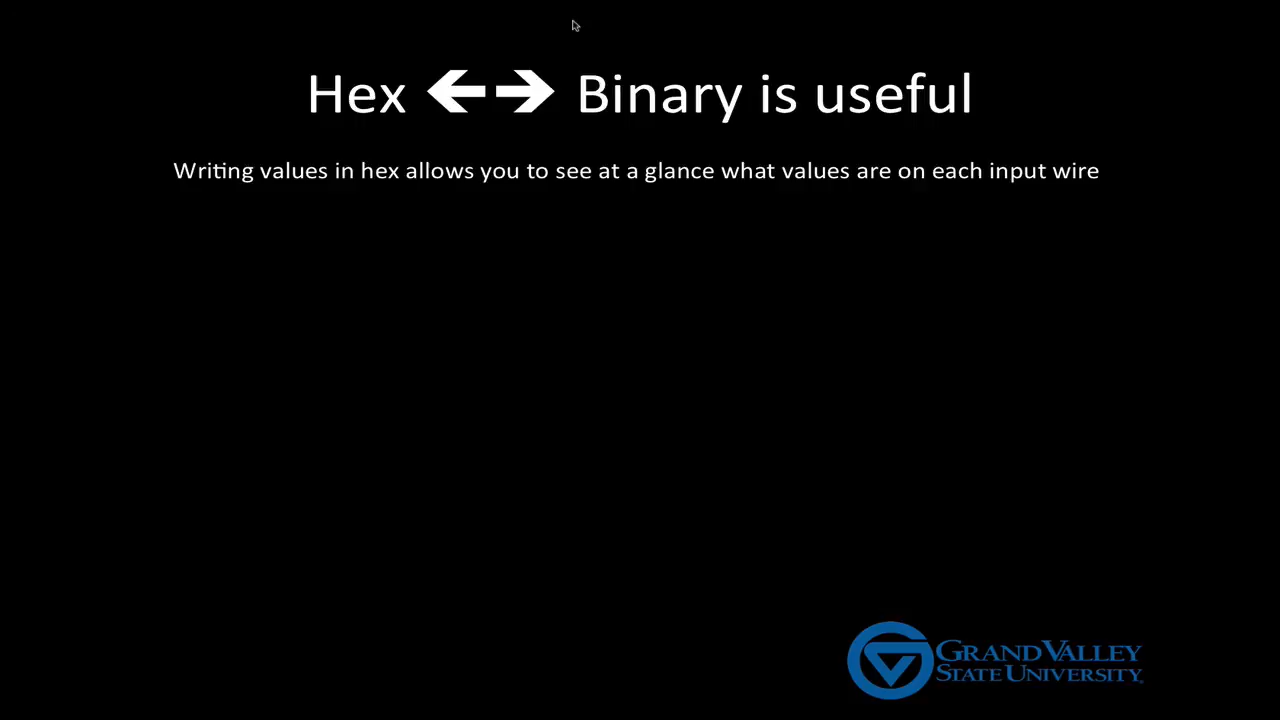 Hex 🡸🡺 Binary is useful
Writing values in hex allows you to see at a glance what values are on each input wire
GRAND VALLEY
STATE UNIVERSITY.